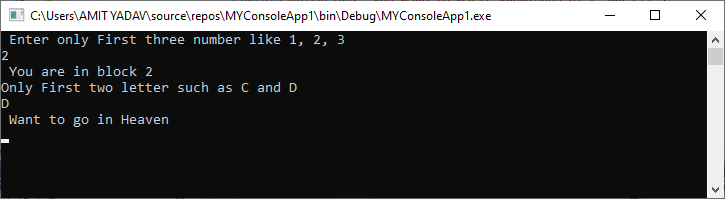 C:\Users\AMIT YADAV\source\repos\MYConsoleApp1\bin\Debug\MYConsoleApp1.exe
Enter only First three number like 1, 2, 3
2
You are in block 2
Only First two letter such as C and D
D
Want to go in Heaven